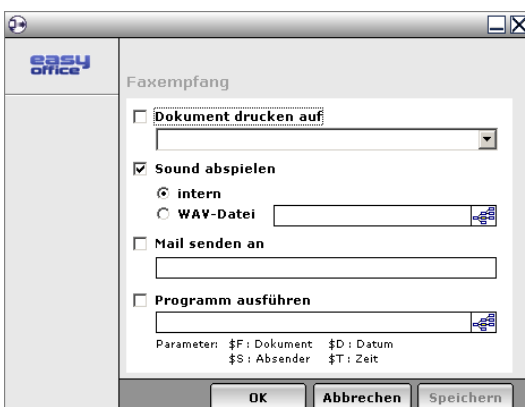 easy
office
Faxempfang
Dokument drucken auf
Sound abspielen
intern
WAV-Datei
Mail senden an
Programm ausführen
Parameter: $F : Dokument $D : Datum
$S : Absender $T : Zeit
OK Abbrechen Speichern